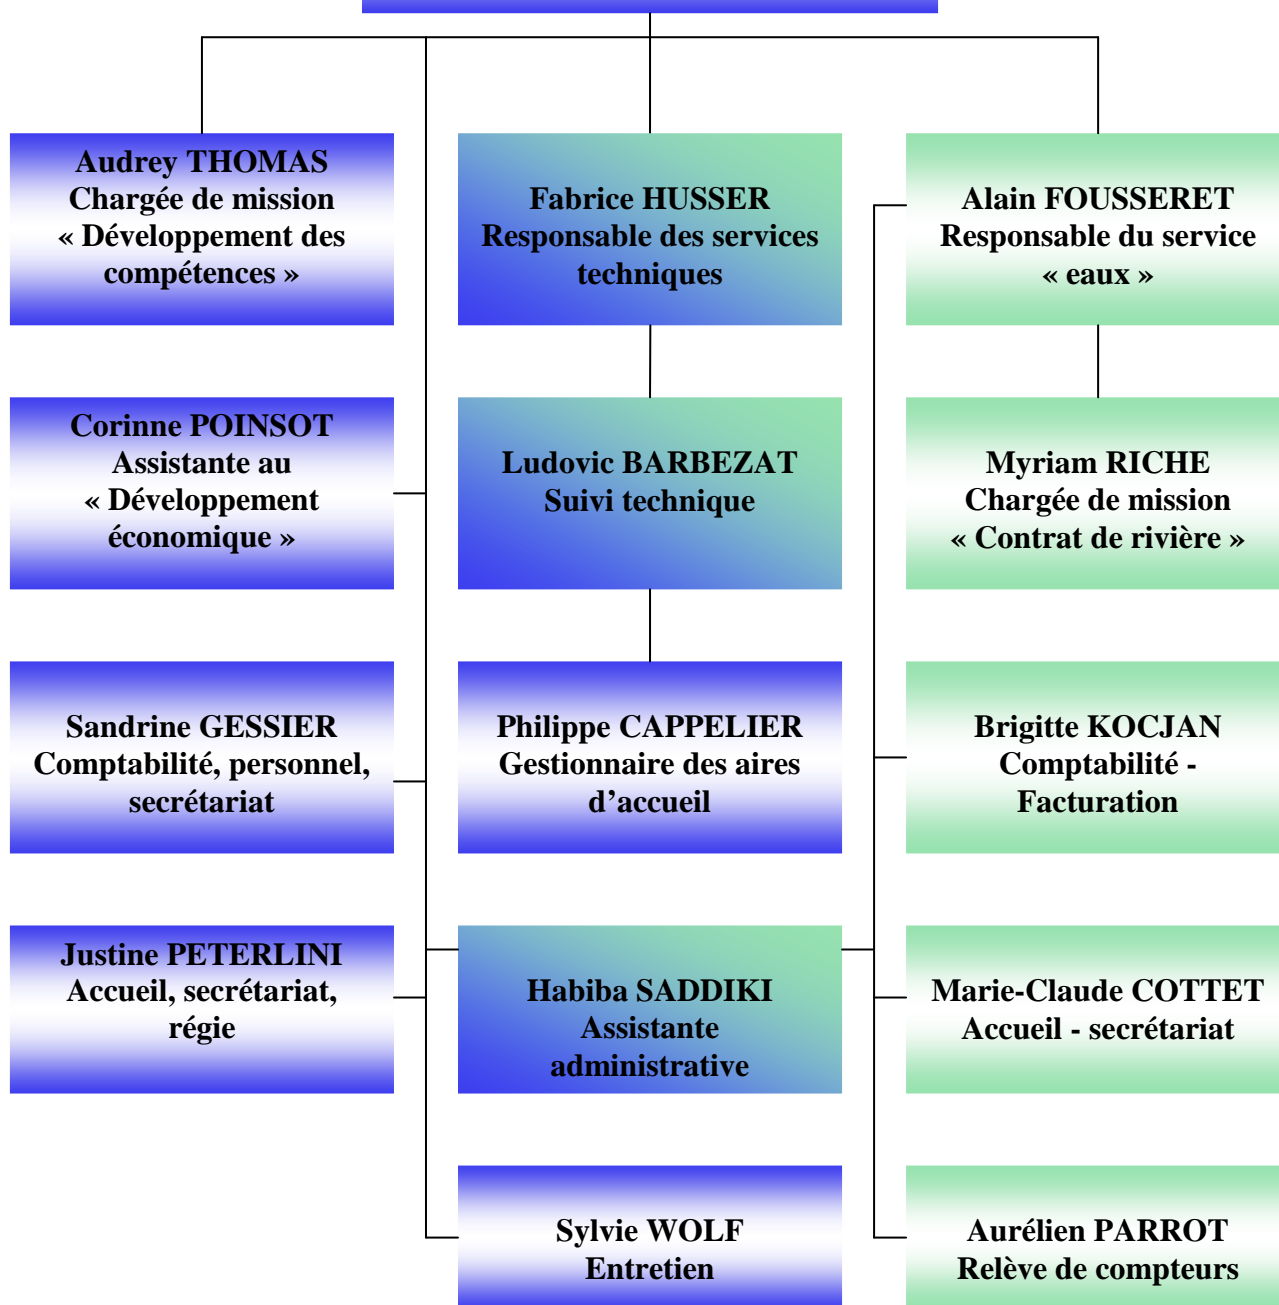 Audrey THOMAS
Chargée de mission
« Développement des
compétences »
Fabrice HUSSER
Responsable des services
techniques
Alain FOUSSERET
Responsable du service
« eaux »
Corinne POINSOT
Assistante au
« Développement
économique »
Ludovic BARBEZAT
Suivi technique
Myriam RICHE
Chargée de mission
« Contrat de rivière »
Sandrine GESSIER
Comptabilité, personnel,
secrétariat
Philippe CAPPELIER
Gestionnaire des aires
d’accueil
Brigitte KOCJAN
Comptabilité -
Facturation
Justine PETERLINI
Accueil, secrétariat,
régie
Habiba SADDIKI
Assistante
administrative
Marie-Claude COTTET
Accueil - secrétariat
Sylvie WOLF
Entretien
Aurélien PARROT
Relève de compteurs